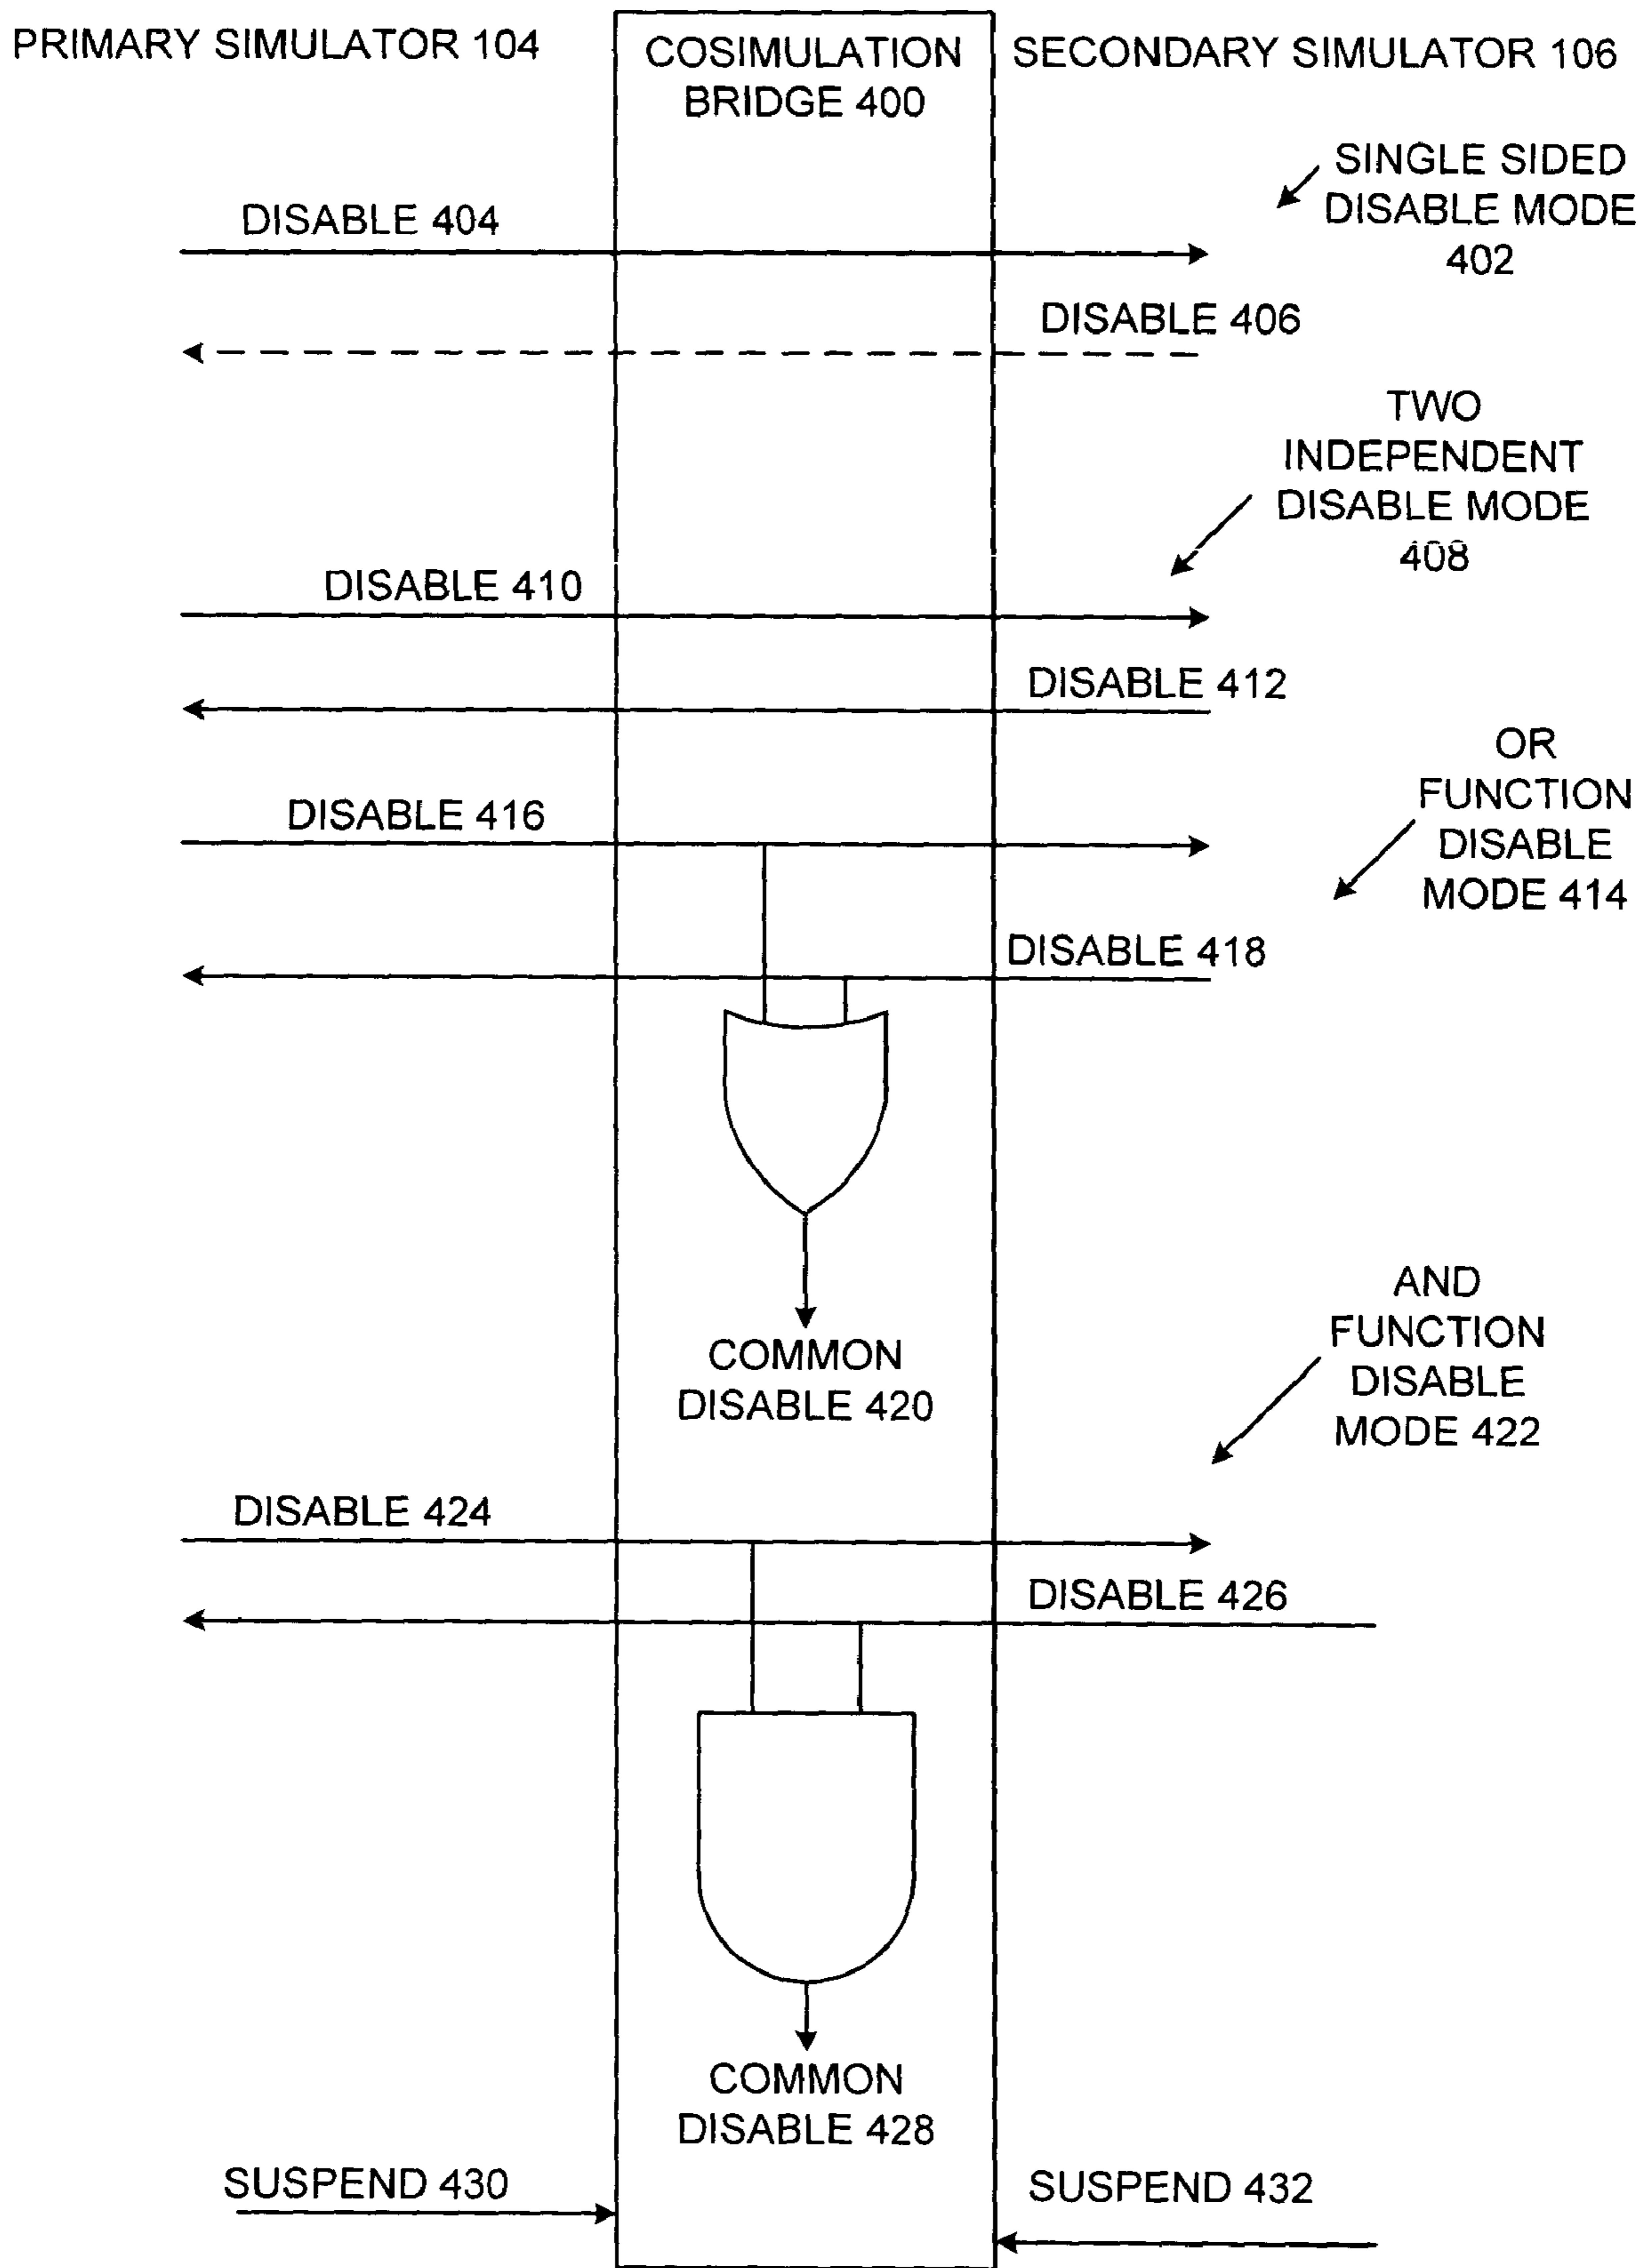 PRIMARY SIMULATOR 104
COSIMULATION
BRIDGE 400
SECONDARY SIMULATOR 106
SINGLE SIDED
DISABLE MODE
402
DISABLE 404
DISABLE 406
TWO
INDEPENDENT
DISABLE MODE
408
DISABLE 410
DISABLE 412
OR
FUNCTION
DISABLE
MODE 414
DISABLE 416
DISABLE 418
COMMON
DISABLE 420
AND
FUNCTION
DISABLE
MODE 422
DISABLE 424
DISABLE 426
COMMON
DISABLE 428
SUSPEND 430
SUSPEND 432